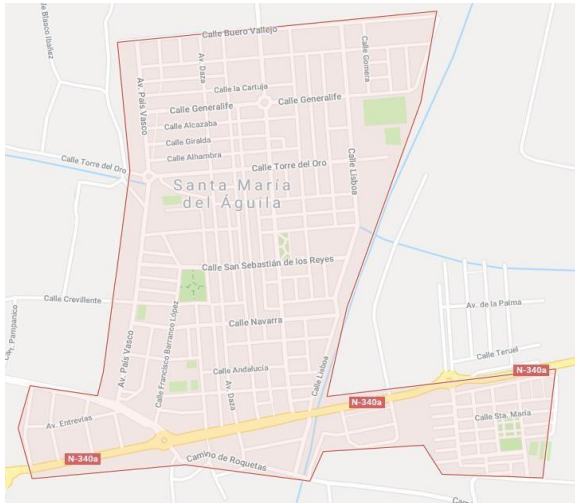 Calle Blasco Ibáñez
Calle Buero Vallejo
Av. Daza
Calle Gomera
Av. País Vasco
Calle la Cartuja
Calle Generalife
Calle Generalife
Calle Alcazaba
Calle Giralda
Calle Alhambra
Calle Torre del Oro
Calle Torre del Oro
Calle Lisboa
Santa María
del Águila
Calle San Sebastián de los Reyes
Calle Crevillente
Av. de la Palma
Pampanico
Calle Francisco Barranco López
Calle Navarra
Av. País Vasco
Calle Teruel
Calle Andalucía
Calle Lisboa
N-340a
Av. Daza
N-340a
Calle Sta. María
Av. Entrevías
N-340a
Camino de Roquetas